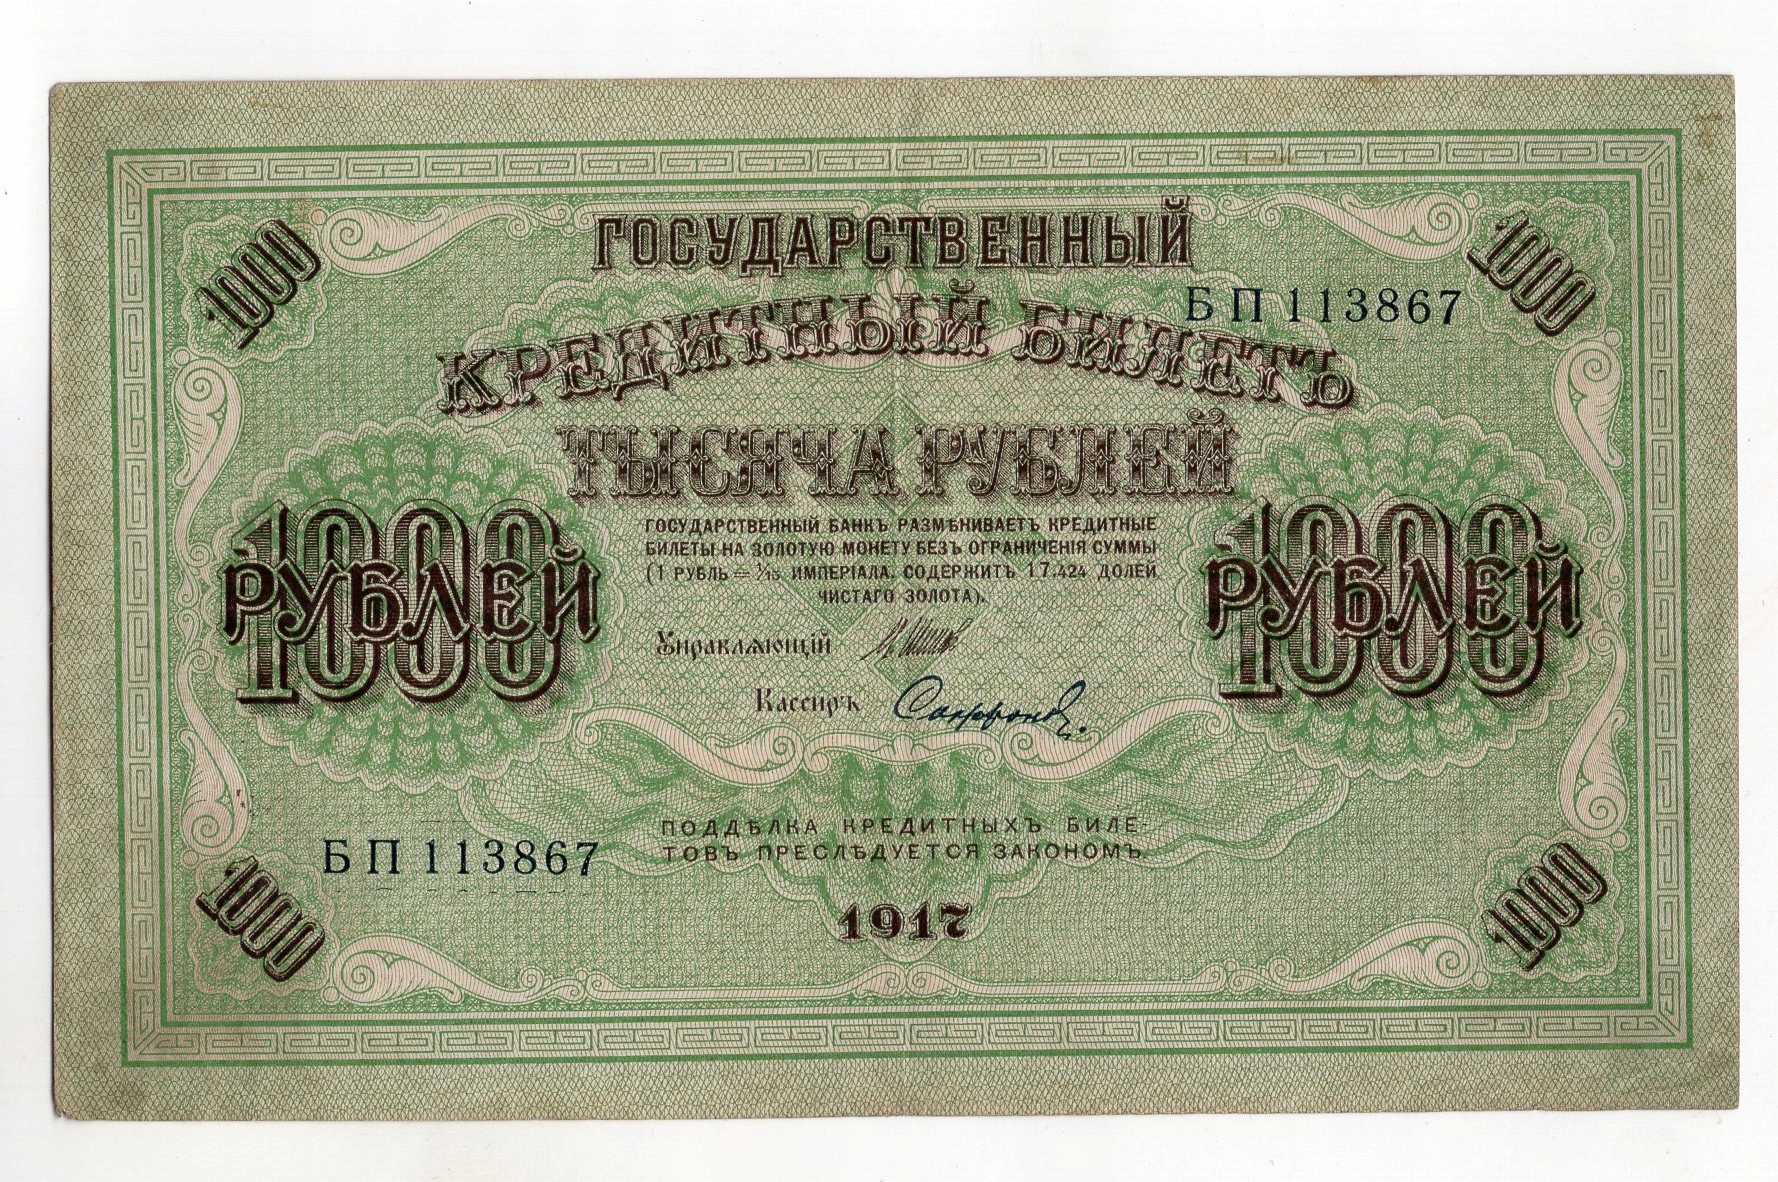 1000
1000
ГОСУДАРСТВЕННЫЙ
БП 113867
КРЕДИТНЫЙ БИЛЕТЪ
ТЫСЯЧА РУБЛЕЙ
1000
РУБЛЕЙ
1000
РУБЛЕЙ
ГОСУДАРСТВЕННЫЙ БАНКЪ РАЗМѢНИВАЕТЪ КРЕДИТНЫЕ
БИЛЕТЫ НА ЗОЛОТУЮ МОНЕТУ БЕЗЪ ОГРАНИЧЕНІЯ СУММЫ
(1 РУБЛЬ = 1/15 ИМПЕРІАЛА, СОДЕРЖИТЪ 17.424 ДОЛЕЙ
ЧИСТАГО ЗОЛОТА).
Управляющій
Кассиръ Софроновъ
ПОДДѢЛКА КРЕДИТНЫХЪ БИЛЕ-
ТОВЪ ПРЕСЛѢДУЕТСЯ ЗАКОНОМЪ.
БП 113867
1917
1000
1000